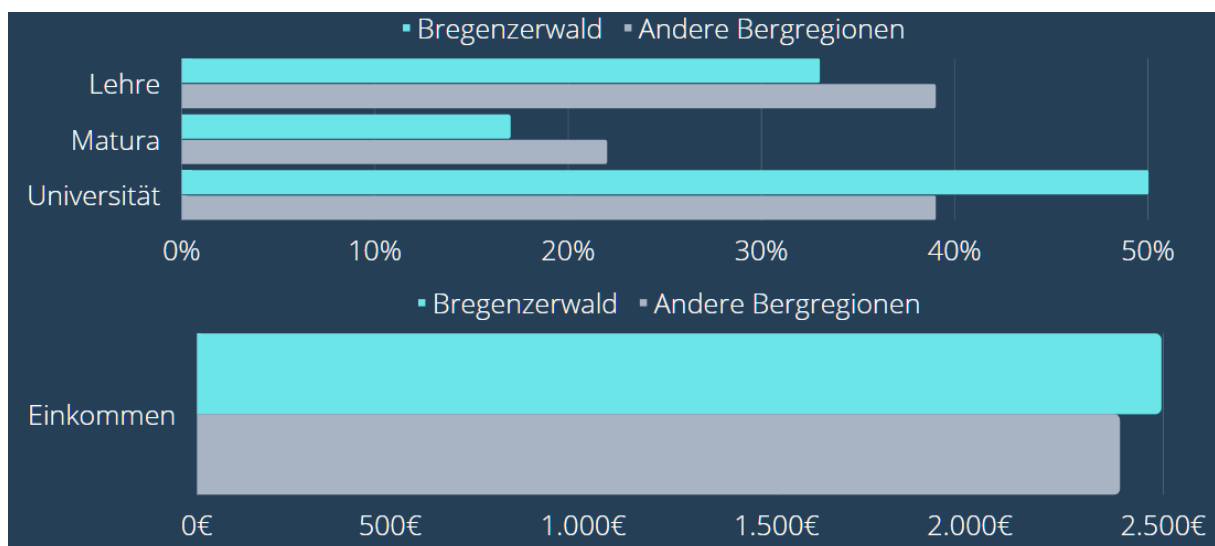 Bregenzerwald Andere Bergregionen
Lehre
Matura
Universität
0% 10% 20% 30% 40% 50%
Bregenzerwald Andere Bergregionen
Einkommen
0€ 500€ 1.000€ 1.500€ 2.000€ 2.500€